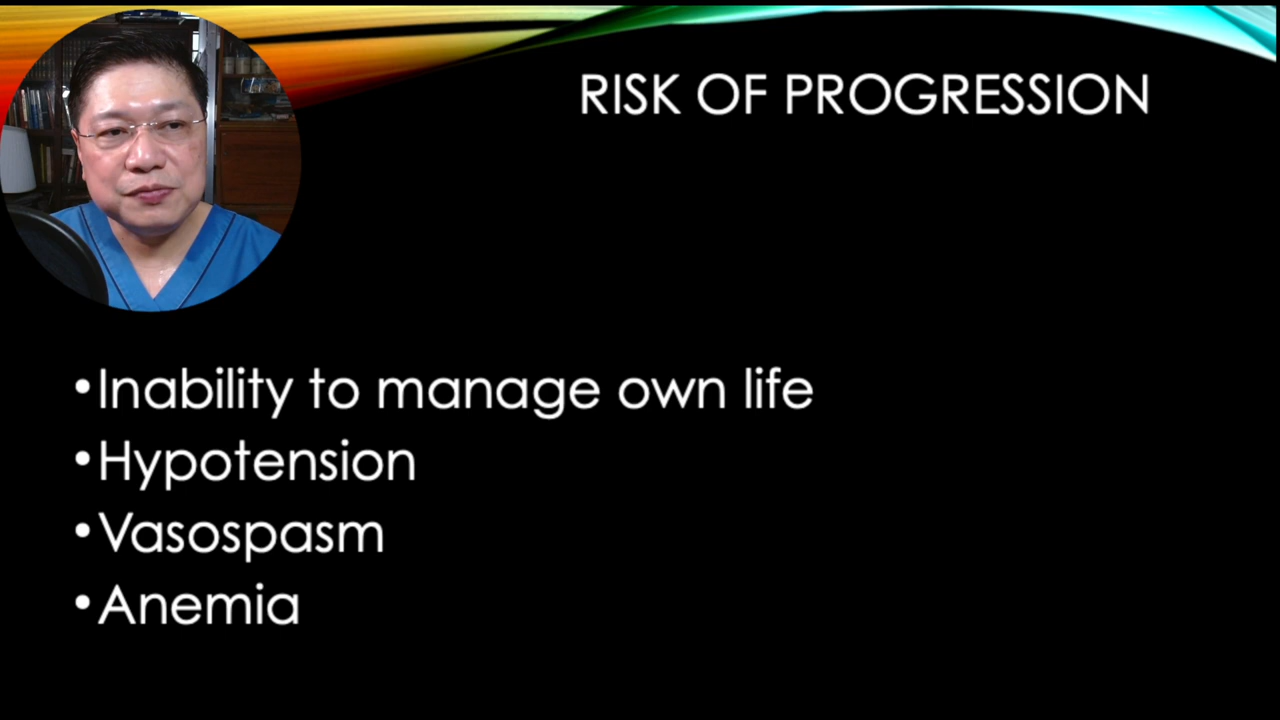 RISK OF PROGRESSION
•Inability to manage own life
•Hypotension
•Vasospasm
•Anemia